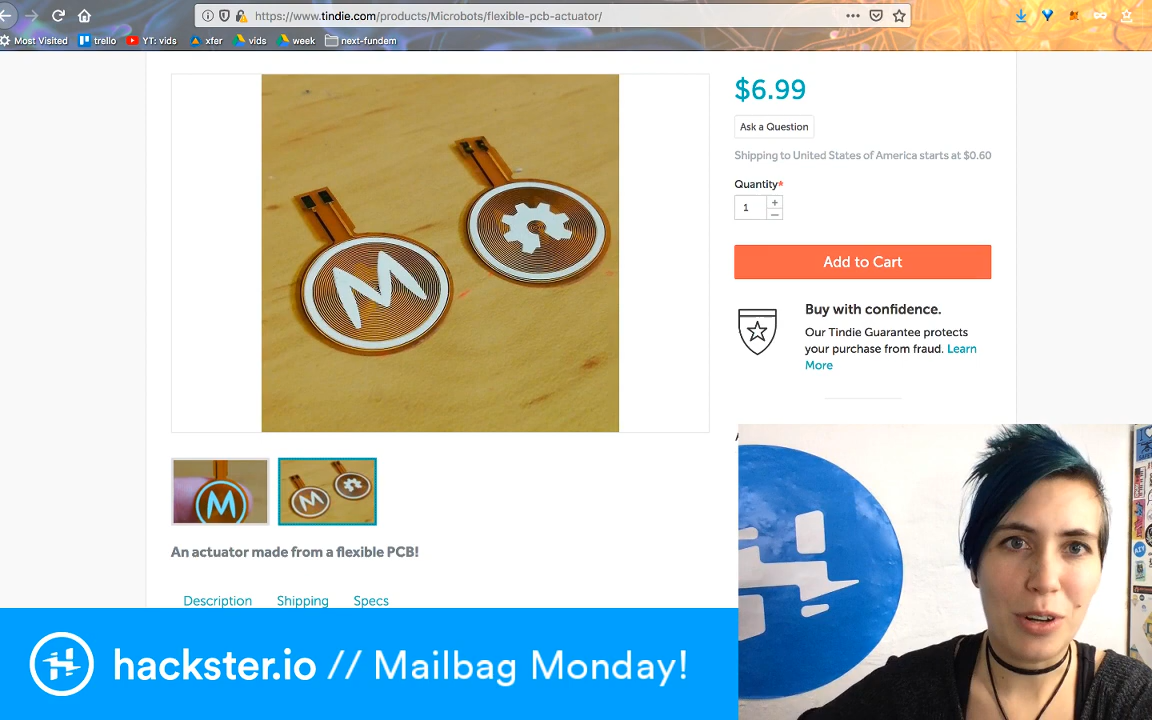 https://www.tindie.com/products/Microbots/flexible-pcb-actuator/
Most Visited trello YT: vids xfer vids week next-fundem
$6.99
Ask a Question
Shipping to United States of America starts at $0.60
Quantity*
1
+
−
Add to Cart
Buy with confidence.
Our Tindie Guarantee protects
your purchase from fraud. Learn
More
M
M
M
An actuator made from a flexible PCB!
Description Shipping Specs
hackster.io // Mailbag Monday!